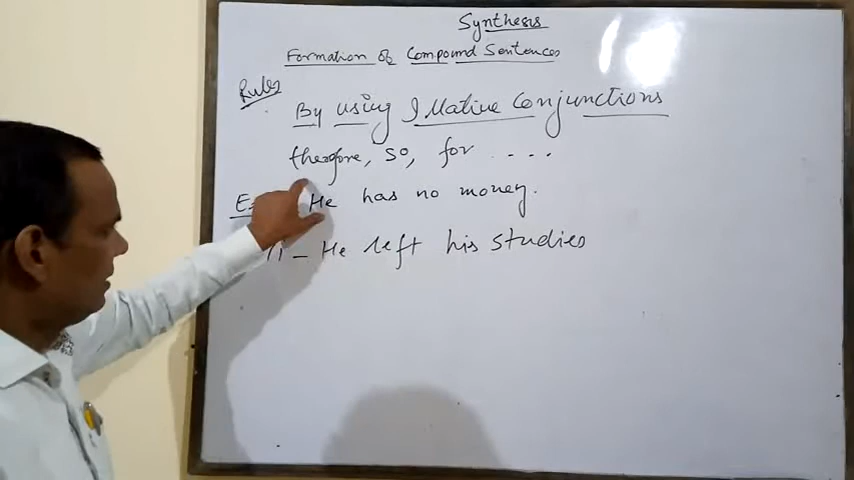 Synthesis
Formation of Compound Sentences
Rules
By using Illative Conjunctions
therefore, so, for ....
He has no money.
He left his studies